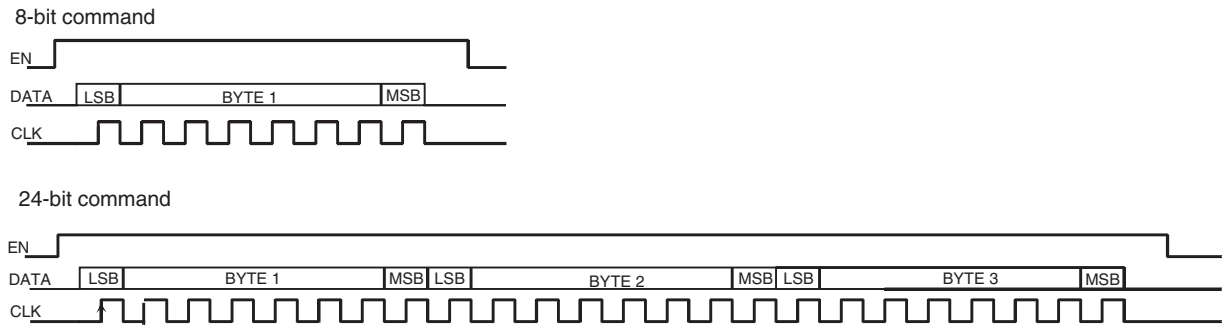 8-bit command
EN
DATA LSB BYTE 1 MSB
CLK
24-bit command
EN
DATA LSB BYTE 1 MSB LSB BYTE 2 MSB LSB BYTE 3 MSB
CLK